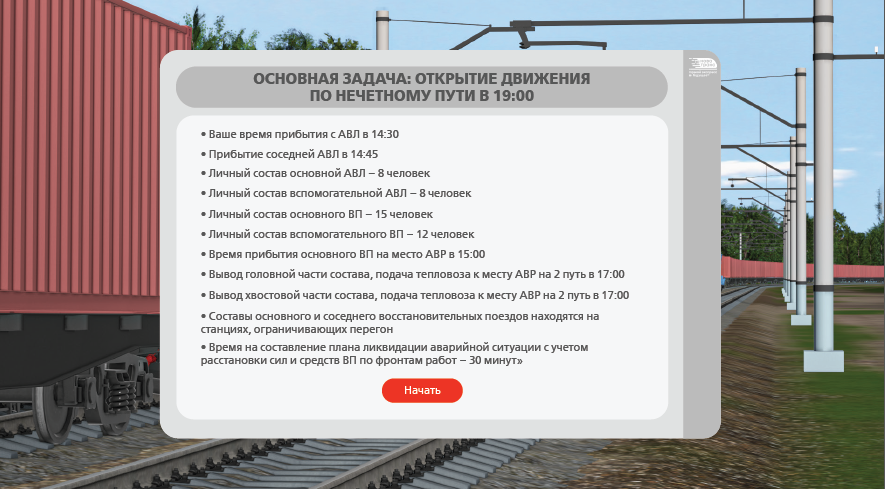 ОСНОВНАЯ ЗАДАЧА: ОТКРЫТИЕ ДВИЖЕНИЯ
ПО НЕЧЕТНОМУ ПУТИ В 19:00
• Ваше время прибытия с АВЛ в 14:30
• Прибытие соседней АВЛ в 14:45
• Личный состав основной АВЛ – 8 человек
• Личный состав вспомогательной АВЛ – 8 человек
• Личный состав основного ВП – 15 человек
• Личный состав вспомогательного ВП – 12 человек
• Время прибытия основного ВП на место АВР в 15:00
• Вывод головной части состава, подача тепловоза к месту АВР на 2 путь в 17:00
• Вывод хвостовой части состава, подача тепловоза к месту АВР на 2 путь в 17:00
• Составы основного и соседнего восстановительных поездов находятся на
станциях, ограничивающих перегон
• Время на составление плана ликвидации аварийной ситуации с учетом
расстановки сил и средств ВП по фронтам работ – 30 минут»
Начать